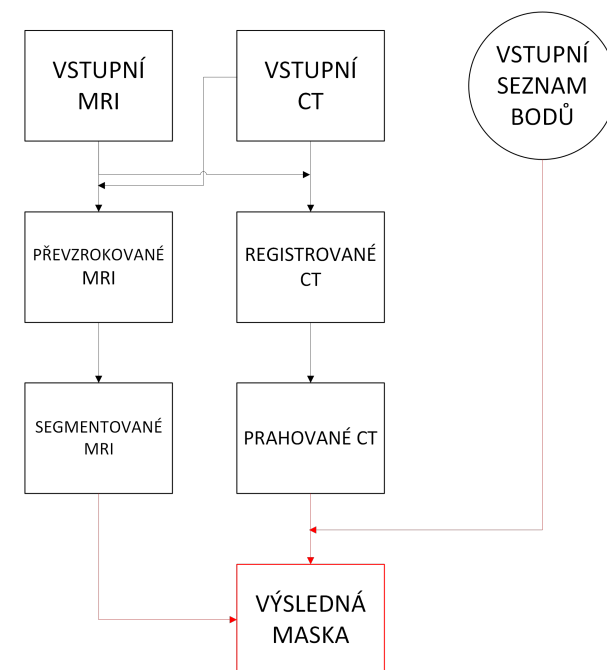 VSTUPNÍ
MRI
VSTUPNÍ
CT
VSTUPNÍ
SEZNAM
BODŮ
PŘEVZROKOVANÉ
MRI
REGISTROVANÉ
CT
SEGMENTOVANÉ
MRI
PRAHOVANÉ CT
VÝSLEDNÁ
MASKA